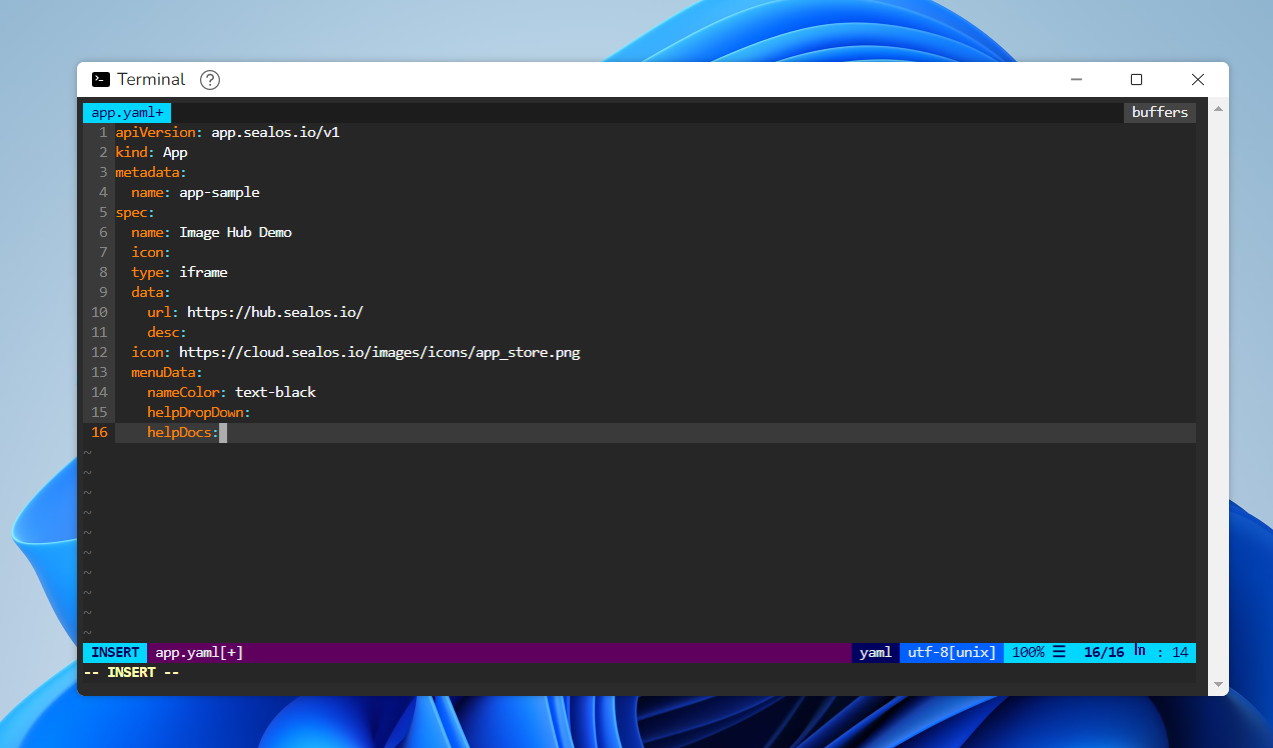 Terminal ?
app.yaml+ buffers
1 apiVersion: app.sealos.io/v1
2 kind: App
3 metadata:
4   name: app-sample
5 spec:
6   name: Image Hub Demo
7   icon:
8   type: iframe
9   data:
10     url: https://hub.sealos.io/
11     desc:
12   icon: https://cloud.sealos.io/images/icons/app_store.png
13   menuData:
14     nameColor: text-black
15     helpDropDown:
16     helpDocs:
~
~
~
~
~
~
~
~
~
~
INSERT app.yaml[+] yaml utf-8[unix] 100% ☰ 16/16 ln : 14
-- INSERT --